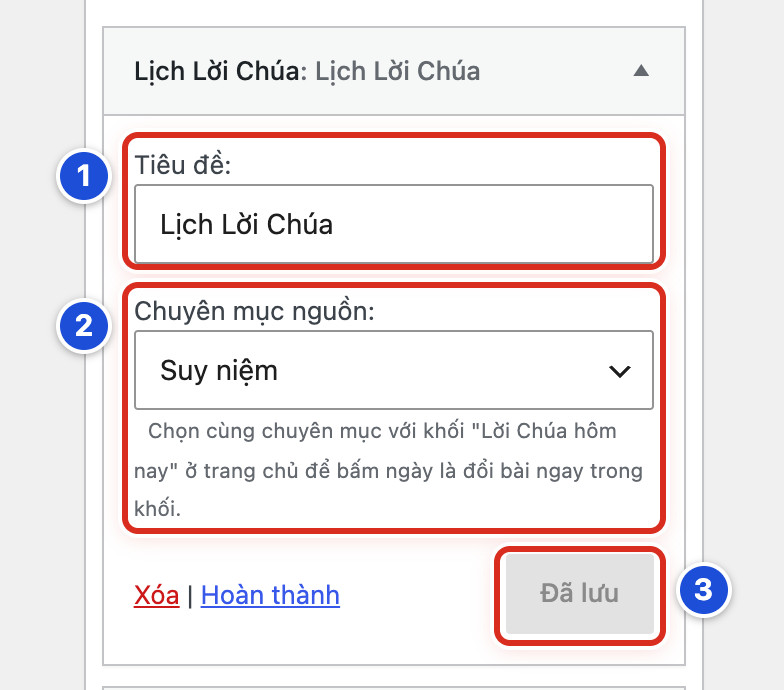 Lịch Lời Chúa: Lịch Lời Chúa
1
Tiêu đề:
Lịch Lời Chúa
2
Chuyên mục nguồn:
Suy niệm
Chọn cùng chuyên mục với khối "Lời Chúa hôm
nay" ở trang chủ để bấm ngày là đổi bài ngay trong
khối.
Xóa | Hoàn thành
Đã lưu
3